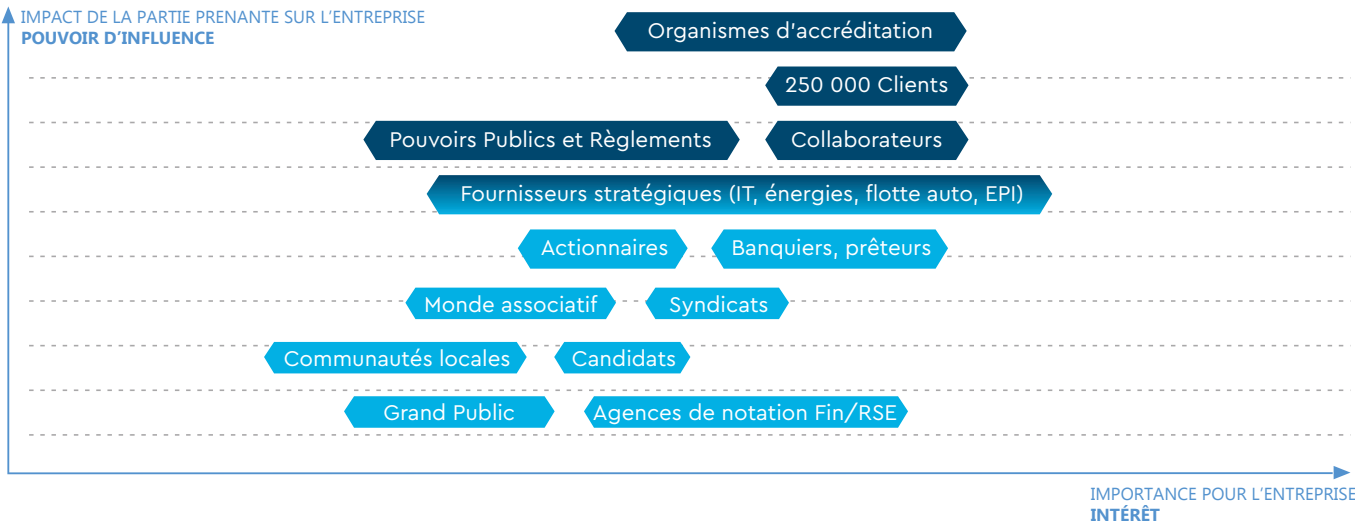 IMPACT DE LA PARTIE PRENANTE SUR L’ENTREPRISE
POUVOIR D’INFLUENCE
Organismes d’accréditation
250 000 Clients
Pouvoirs Publics et Règlements
Collaborateurs
Fournisseurs stratégiques (IT, énergies, flotte auto, EPI)
Actionnaires
Banquiers, prêteurs
Monde associatif
Syndicats
Communautés locales
Candidats
Grand Public
Agences de notation Fin/RSE
IMPORTANCE POUR L’ENTREPRISE
INTÉRÊT